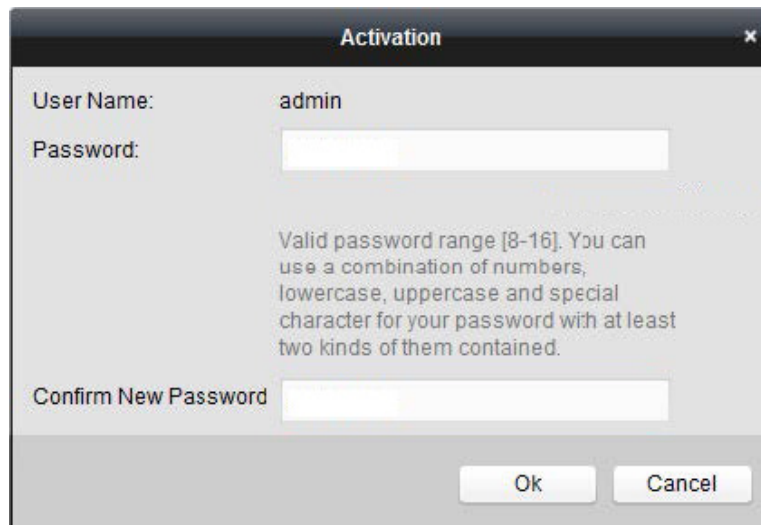 Activation
User Name: admin
Password:
Valid password range [8-16]. You can
use a combination of numbers,
lowercase, uppercase and special
character for your password with at least
two kinds of them contained.
Confirm New Password
Ok Cancel